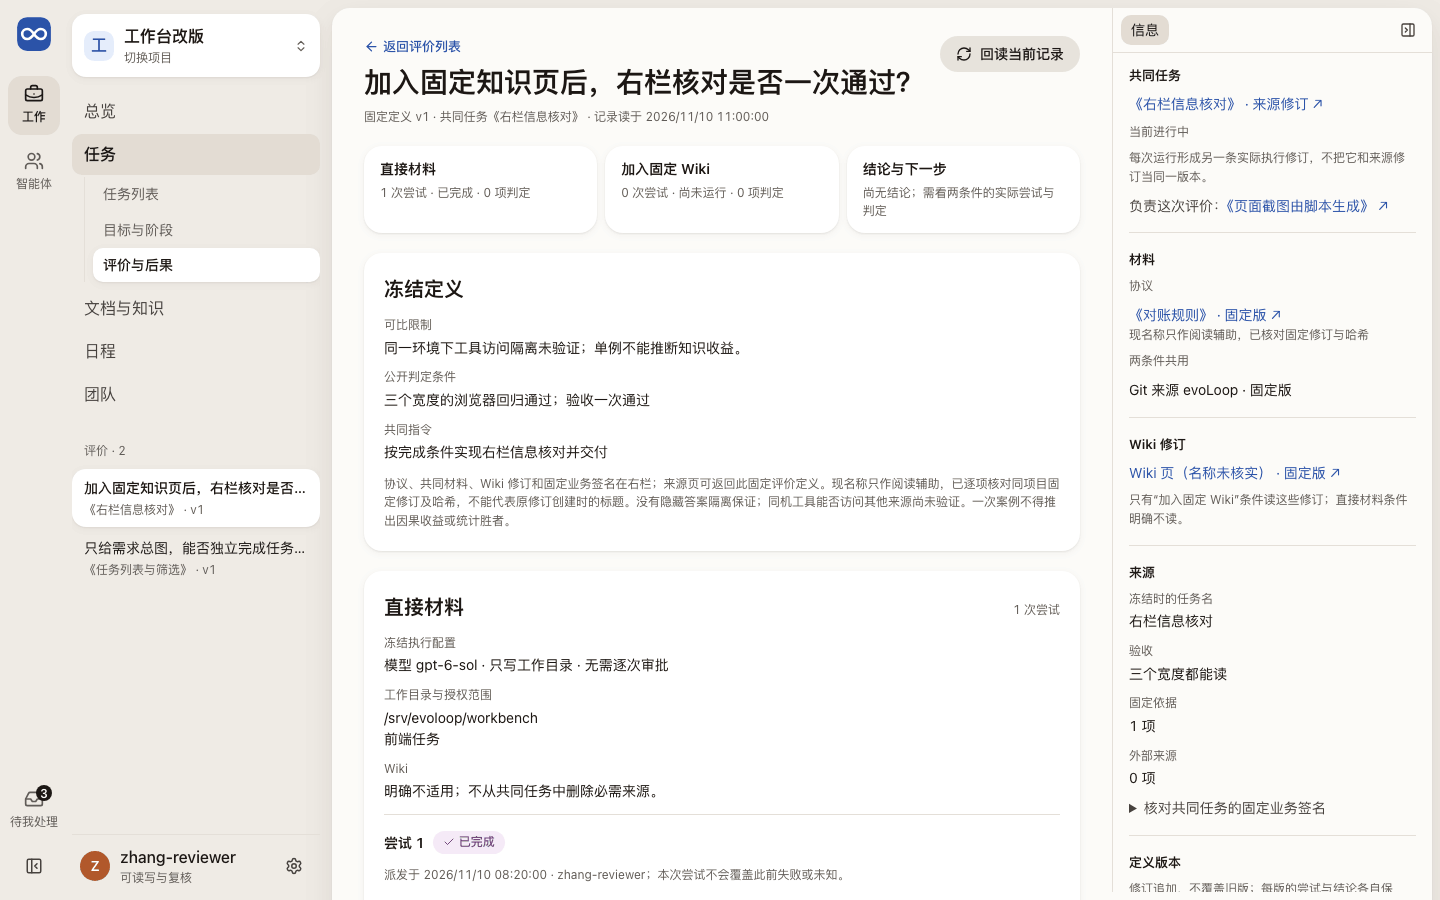 工作
智能体
3
待我处理
工
工作台改版
切换项目
总览
任务
任务列表
目标与阶段
评价与后果
文档与知识
日程
团队
评价 · 2
加入固定知识页后，右栏核对是否...
《右栏信息核对》 · v1
只给需求总图，能否独立完成任务...
《任务列表与筛选》 · v1
Z
zhang-reviewer
可读写与复核
返回评价列表
加入固定知识页后，右栏核对是否一次通过?
固定定义 v1 · 共同任务《右栏信息核对》 · 记录读于 2026/11/10 11:00:00
回读当前记录
直接材料
1 次尝试 · 已完成 · 0 项判定
加入固定 Wiki
0 次尝试 · 尚未运行 · 0 项判定
结论与下一步
尚无结论；需看两条件的实际尝试与
判定
冻结定义
可比限制
同一环境下工具访问隔离未验证；单例不能推断知识收益。
公开判定条件
三个宽度的浏览器回归通过；验收一次通过
共同指令
按完成条件实现右栏信息核对并交付
协议、共同材料、Wiki 修订和固定业务签名在右栏；来源页可返回此固定评价定义。现名称只作阅读辅助，已逐项核对同项目固
定修订及哈希，不能代表原修订创建时的标题。没有隐藏答案隔离保证；同机工具能否访问其他来源尚未验证。一次案例不得推
出因果收益或统计胜者。
直接材料
1 次尝试
冻结执行配置
模型 gpt-6-sol · 只写工作目录 · 无需逐次审批
工作目录与授权范围
/srv/evoloop/workbench
前端任务
Wiki
明确不适用；不从共同任务中删除必需来源。
尝试 1
已完成
派发于 2026/11/10 08:20:00 · zhang-reviewer；本次尝试不会覆盖此前失败或未知。
信息
共同任务
《右栏信息核对》 · 来源修订 ↗
当前进行中
每次运行形成另一条实际执行修订，不把它和来源修
订当同一版本。
负责这次评价：《页面截图由脚本生成》 ↗
材料
协议
《对账规则》 · 固定版 ↗
现名称只作阅读辅助，已核对固定修订与哈希
两条件共用
Git 来源 evoLoop · 固定版
Wiki 修订
Wiki 页（名称未核实） · 固定版 ↗
只有“加入固定 Wiki”条件读这些修订；直接材料条件
明确不读。
来源
冻结时的任务名
右栏信息核对
验收
三个宽度都能读
固定依据
1 项
外部来源
0 项
核对共同任务的固定业务签名
定义版本
修订追加，不覆盖旧版；每版的尝试与结论各自保